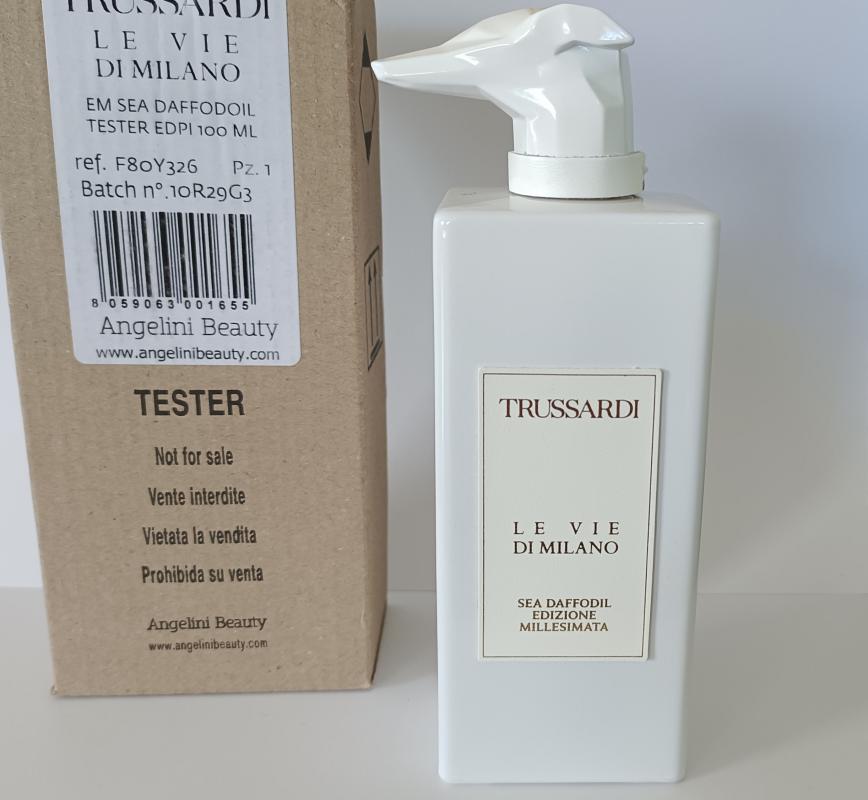 TRUSSARDI
LE VIE
DI MILANO
EM SEA DAFFODOIL
TESTER EDPI 100 ML
ref. F80Y326 Pz. 1
Batch n°.10R29G3
8 059063 001655
Angelini Beauty
www.angelinibeauty.com
TESTER
Not for sale
Vente interdite
Vietata la vendita
Prohibida su venta
Angelini Beauty
www.angelinibeauty.com
TRUSSARDI
LE VIE
DI MILANO
SEA DAFFODIL
EDIZIONE
MILLESIMATA